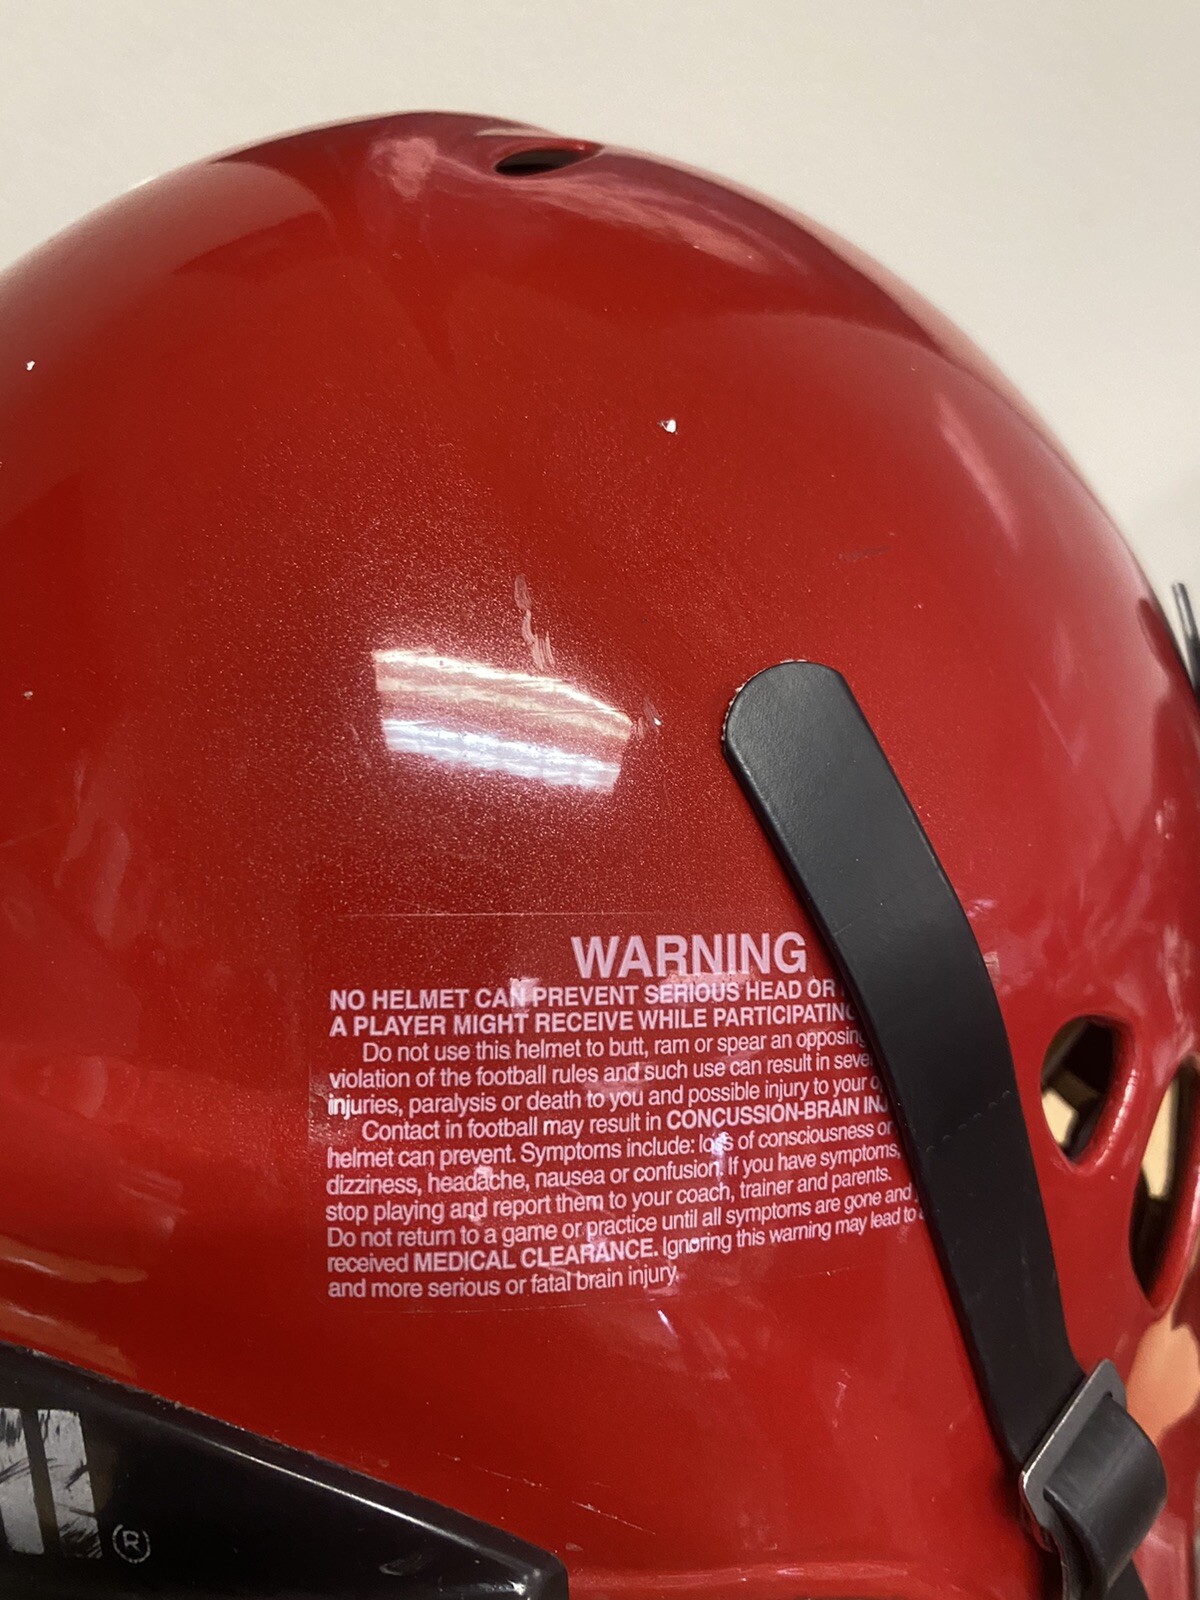 WARNING
NO HELMET CAN PREVENT SERIOUS HEAD OR
A PLAYER MIGHT RECEIVE WHILE PARTICIPATING
Do not use this helmet to butt, ram or spear an opposing
violation of the football rules and such use can result in
injuries, paralysis or death to you and possible injury to your
Contact in football may result in CONCUSSION-BRAIN
helmet can prevent. Symptoms include: loss of consciousness or
dizziness, headache, nausea or confusion. If you have symptoms,
stop playing and report them to your coach, trainer and parents.
Do not return to a game or practice until all symptoms are gone and
received MEDICAL CLEARANCE. Ignoring this warning may lead to
and more serious or fatal brain injury.
®